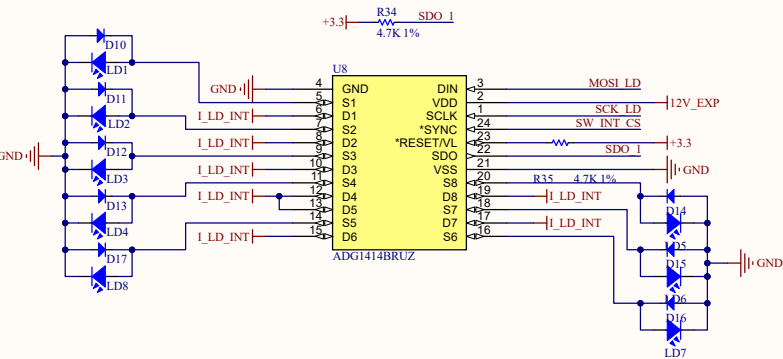 R34
+3.3 SDO_1
4.7K 1%
D10
LD1
D11
LD2
D12
LD3
D13
LD4
D17
LD8
GND
GND
I_LD_INT
I_LD_INT
I_LD_INT
I_LD_INT
I_LD_INT
U8
4 GND DIN 3 MOSI_LD
5 S1 VDD 2 12V_EXP
6 D1 SCLK 1 SCK_LD
7 S2 *SYNC 24 SW_INT_CS
8 D2 *RESET/VL 23 +3.3
9 S3 SDO 22 SDO_1
10 D3 VSS 21 GND
11 S4 S8 20 R35 4.7K 1%
12 D4 D8 19 I_LD_INT
13 D5 S7 18
14 S5 D7 17 I_LD_INT
15 D6 S6 16
ADG1414BRUZ
D14
LD5
D15
LD6
D16
LD7
GND